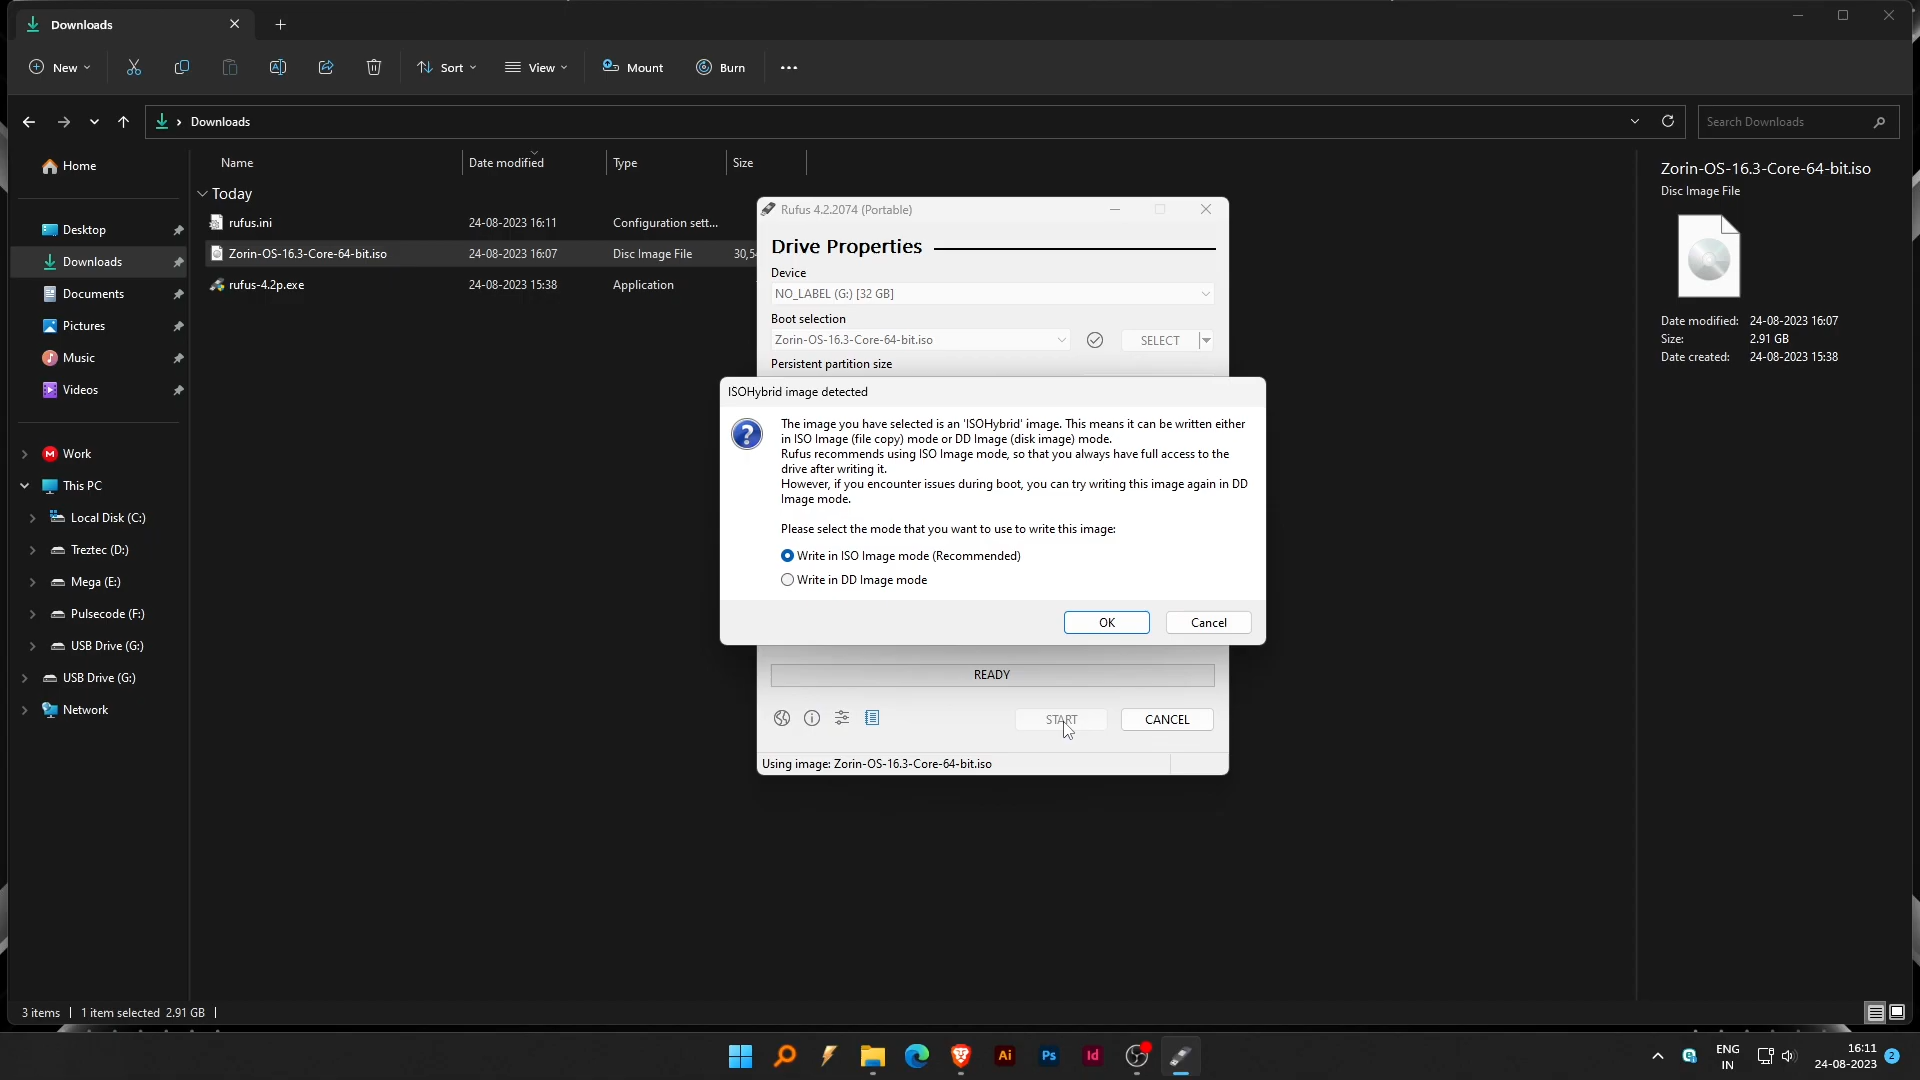 Downloads
New
Sort
View
Mount
Burn
Downloads
Search Downloads
Home
Desktop
Downloads
Documents
Pictures
Music
Videos
Work
This PC
Local Disk (C:)
Treztec (D:)
Mega (E:)
Pulsecode (F:)
USB Drive (G:)
USB Drive (G:)
Network
Name Date modified Type Size
Today
rufus.ini 24-08-2023 16:11 Configuration sett...
Zorin-OS-16.3-Core-64-bit.iso 24-08-2023 16:07 Disc Image File
rufus-4.2p.exe 24-08-2023 15:38 Application
Rufus 4.2.2074 (Portable)
Drive Properties
Device
NO_LABEL (G:) [32 GB]
Boot selection
Zorin-OS-16.3-Core-64-bit.iso SELECT
Persistent partition size
ISOHybrid image detected
The image you have selected is an 'ISOHybrid' image. This means it can be written either
in ISO Image (file copy) mode or DD Image (disk image) mode.
Rufus recommends using ISO Image mode, so that you always have full access to the
drive after writing it.
However, if you encounter issues during boot, you can try writing this image again in DD
Image mode.
Please select the mode that you want to use to write this image:
Write in ISO Image mode (Recommended)
Write in DD Image mode
OK Cancel
READY
START CANCEL
Using image: Zorin-OS-16.3-Core-64-bit.iso
Zorin-OS-16.3-Core-64-bit.iso
Disc Image File
Date modified: 24-08-2023 16:07
Size: 2.91 GB
Date created: 24-08-2023 15:38
3 items 1 item selected 2.91 GB
Ai
Ps
Id
ENG
IN
16:11
24-08-2023
2